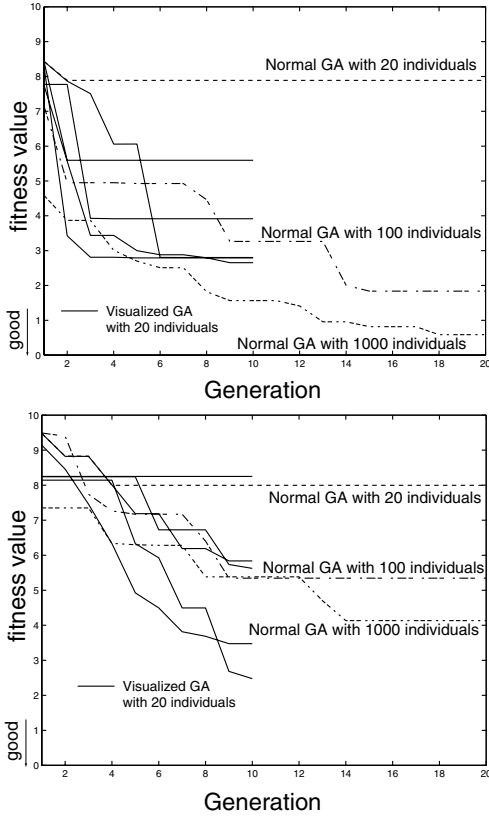 10
9
8
7
6
5
4
3
2
1
0
fitness value
good
Normal GA with 20 individuals
Normal GA with 100 individuals
Visualized GA
with 20 individuals
Normal GA with 1000 individuals
2 4 6 8 10 12 14 16 18 20
Generation
10
9
8
7
6
5
4
3
2
1
0
fitness value
good
Normal GA with 20 individuals
Normal GA with 100 individuals
Normal GA with 1000 individuals
Visualized GA
with 20 individuals
2 4 6 8 10 12 14 16 18 20
Generation